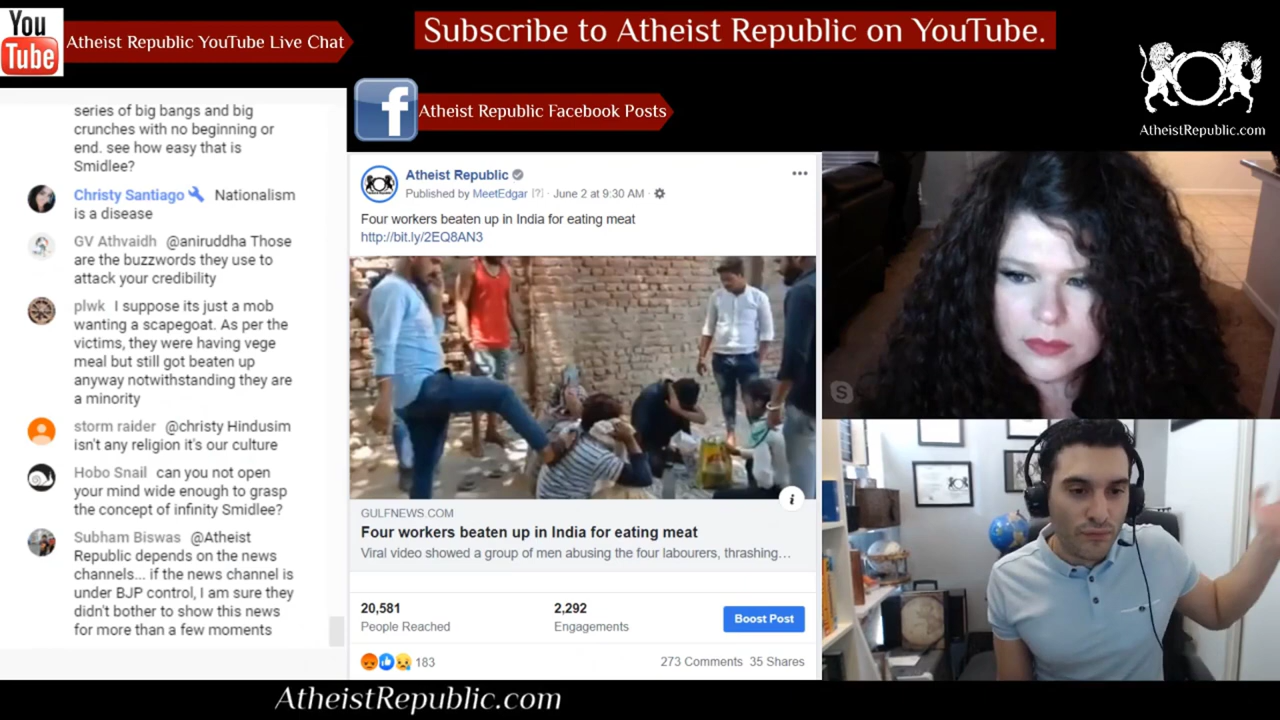 You
Tube
Atheist Republic YouTube Live Chat
Subscribe to Atheist Republic on YouTube.
AtheistRepublic.com
f
Atheist Republic Facebook Posts
series of big bangs and big
crunches with no beginning or
end. see how easy that is
Smidlee?
Christy Santiago Nationalism
is a disease
GV Athvaidh @aniruddha Those
are the buzzwords they use to
attack your credibility
plwk I suppose its just a mob
wanting a scapegoat. As per the
victims, they were having vege
meal but still got beaten up
anyway notwithstanding they are
a minority
storm raider @christy Hindusim
isn't any religion it's our culture
Hobo Snail can you not open
your mind wide enough to grasp
the concept of infinity Smidlee?
Subham Biswas @Atheist
Republic depends on the news
channels... if the news channel is
under BJP control, I am sure they
didn't bother to show this news
for more than a few moments
Atheist Republic
Published by MeetEdgar [?] · June 2 at 9:30 AM ·
Four workers beaten up in India for eating meat
http://bit.ly/2EQ8AN3
GULFNEWS.COM
Four workers beaten up in India for eating meat
Viral video showed a group of men abusing the four labourers, thrashing...
20,581
People Reached
2,292
Engagements
Boost Post
183
273 Comments 35 Shares
AtheistRepublic.com